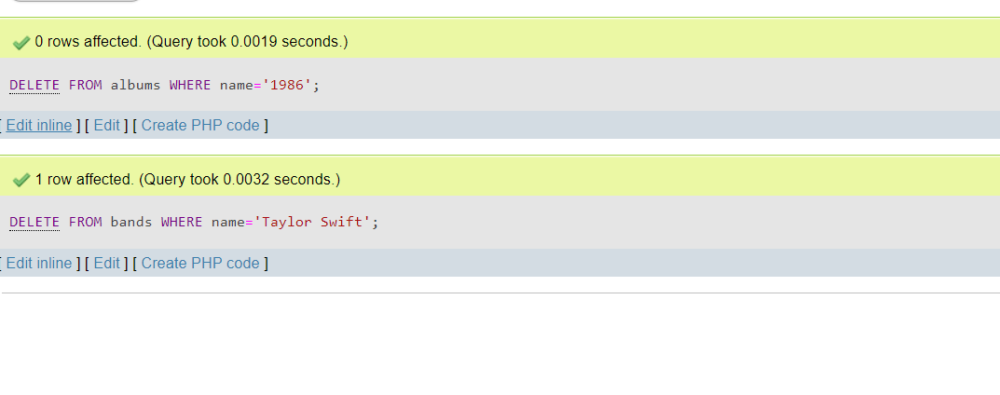 0 rows affected. (Query took 0.0019 seconds.)
DELETE FROM albums WHERE name='1986';
[ Edit inline ] [ Edit ] [ Create PHP code ]
1 row affected. (Query took 0.0032 seconds.)
DELETE FROM bands WHERE name='Taylor Swift';
[ Edit inline ] [ Edit ] [ Create PHP code ]